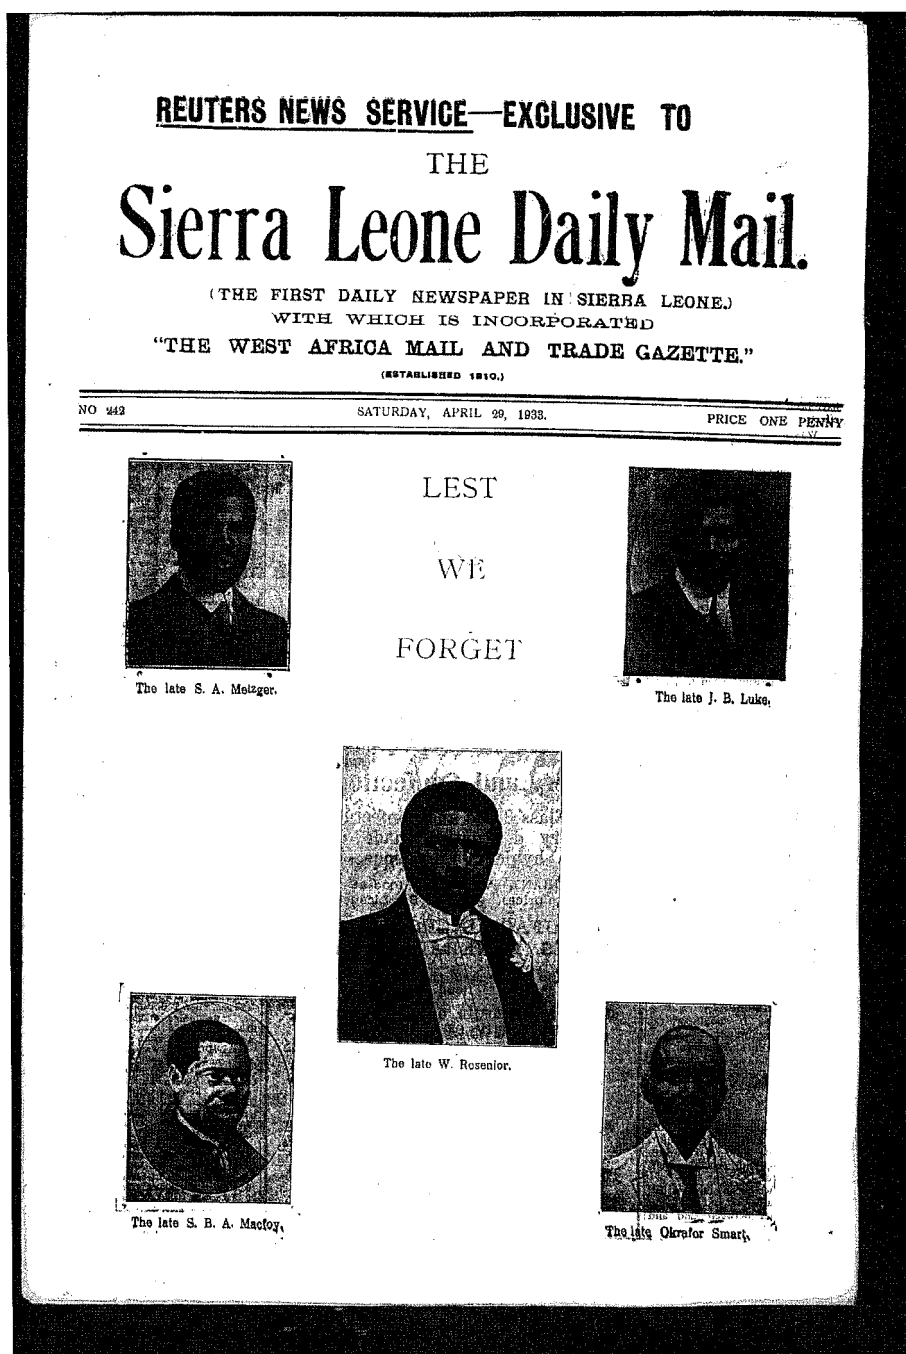 REUTERS NEWS SERVICE—EXCLUSIVE TO
THE
Sierra Leone Daily Mail.
(THE FIRST DAILY NEWSPAPER IN SIERRA LEONE.)
WITH WHICH IS INCORPORATED
"THE WEST AFRICA MAIL AND TRADE GAZETTE."
(ESTABLISHED 1910.)
NO 242 SATURDAY, APRIL 29, 1933. PRICE ONE PENNY
LEST
WE
FORGET
The late S. A. Metzger.
The late J. B. Luke.
The late W. Rosenior.
The late S. B. A. Macfoy.
The late Okrafor Smart.